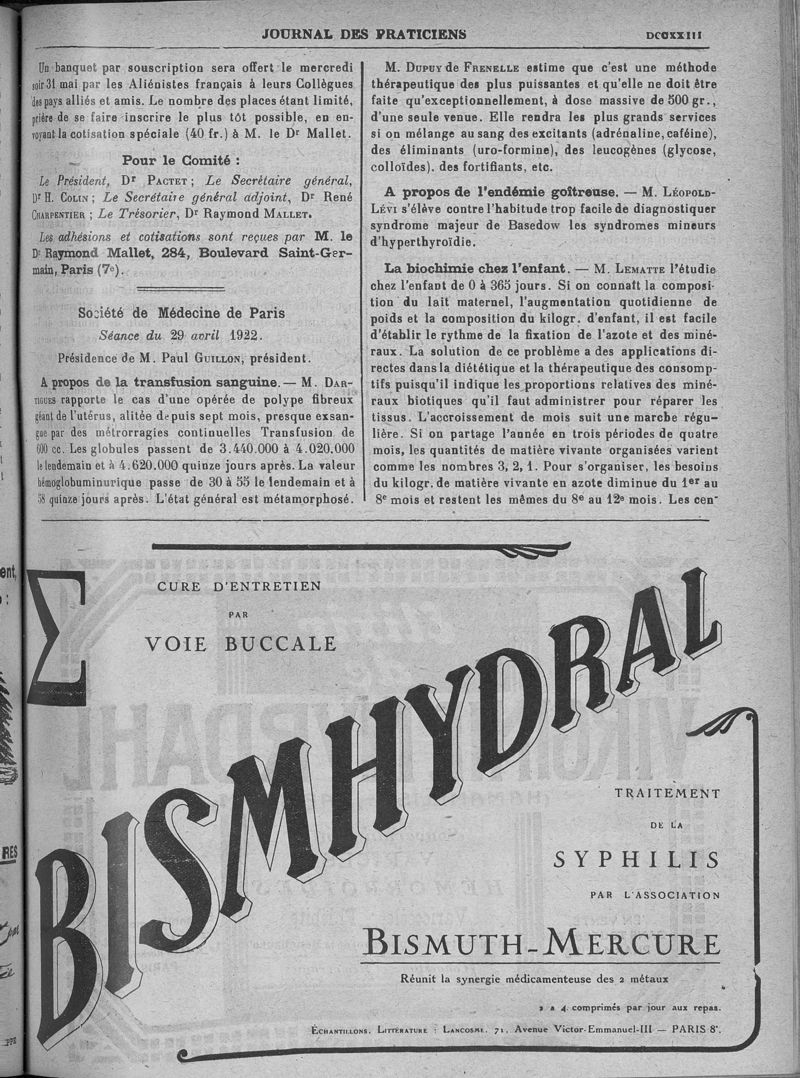 JOURNAL DES PRATICIENS
DCCXXIII
Un banquet par souscription sera offert le mercredi
soir 31 mai par les Aliénistes français à leurs Collègues
des pays alliés et amis. Le nombre des places étant limité,
prière de se faire inscrire le plus tôt possible, en en-
voyant la cotisation spéciale (40 fr.) à M. le Dr Mallet.
Pour le Comité :
Le Président, Dr PACTET ; Le Secrétaire général,
Dr H. COLIN ; Le Secrétaire général adjoint, Dr René
CHARPENTIER ; Le Trésorier, Dr Raymond MALLET.
Les adhésions et cotisations sont reçues par M. le
Dr Raymond Mallet, 284, Boulevard Saint-Ger-
main, Paris (7e).
Société de Médecine de Paris
Séance du 29 avril 1922.
Présidence de M. Paul GUILLON, président.
A propos de la transfusion sanguine. — M. DAR-
TIGUES rapporte le cas d'une opérée de polype fibreux
géant de l'utérus, alitée depuis sept mois, presque exsan-
gue par des métrorragies continuelles Transfusion de
600 cc. Les globules passent de 3.440.000 à 4.020.000
le lendemain et à 4.620.000 quinze jours après. La valeur
hémoglobuminurique passe de 30 à 55 le lendemain et à
58 quinze jours après. L'état général est métamorphosé.
M. DUPUY de FRENELLE estime que c'est une méthode
thérapeutique des plus puissantes et qu'elle ne doit être
faite qu'exceptionnellement, à dose massive de 500 gr.,
d'une seule venue. Elle rendra les plus grands services
si on mélange au sang des excitants (adrénaline, caféine),
des éliminants (uro-formine), des leucogènes (glycose,
colloïdes). des fortifiants, etc.
A propos de l'endémie goîtreuse. — M. LÉOPOLD-
LÉVI s'élève contre l'habitude trop facile de diagnostiquer
syndrome majeur de Basedow les syndromes mineurs
d'hyperthyroïdie.
La biochimie chez l'enfant. — M. LEMATTE l'étudie
chez l'enfant de 0 à 365 jours. Si on connaît la composi-
tion du lait maternel, l'augmentation quotidienne de
poids et la composition du kilogr. d'enfant, il est facile
d'établir le rythme de la fixation de l'azote et des miné-
raux. La solution de ce problème a des applications di-
rectes dans la diététique et la thérapeutique des consomp-
tifs puisqu'il indique les proportions relatives des miné-
raux biotiques qu'il faut administrer pour réparer les
tissus. L'accroissement de mois suit une marche régu-
lière. Si on partage l'année en trois périodes de quatre
mois, les quantités de matière vivante organisées varient
comme les nombres 3, 2, 1. Pour s'organiser, les besoins
du kilogr. de matière vivante en azote diminue du 1er au
8e mois et restent les mêmes du 8e au 12e mois. Les cen-
Σ
CURE D'ENTRETIEN
PAR
VOIE BUCCALE
BISMHYDRAL
TRAITEMENT
DE LA
SYPHILIS
PAR L'ASSOCIATION
BISMUTH-MERCURE
Réunit la synergie médicamenteuse des 2 métaux
2 a 4 comprimés par jour aux repas.
ÉCHANTILLONS. LITTÉRATURE : LANCOSME. 71, Avenue Victor-Emmanuel-III — PARIS 8e.